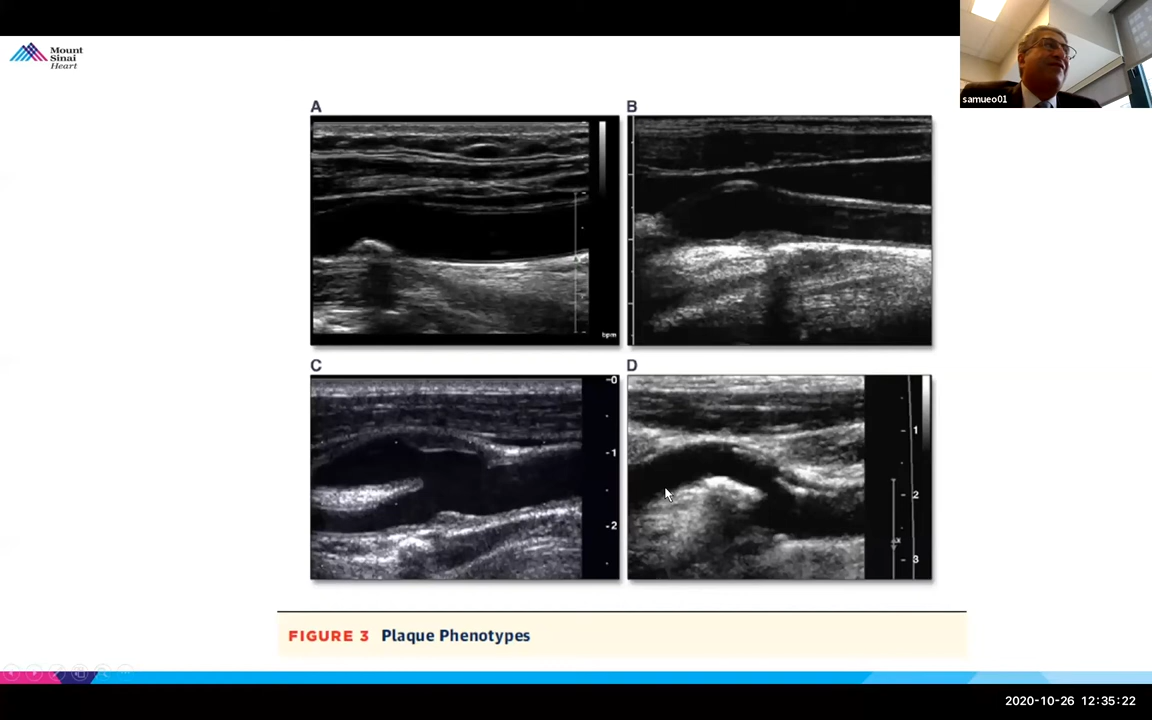 Mount
Sinai
Heart
samueo01
A
B
bpm
C
D
-0
-1
-2
1
2
x
3
FIGURE 3 Plaque Phenotypes
2020-10-26 12:35:22